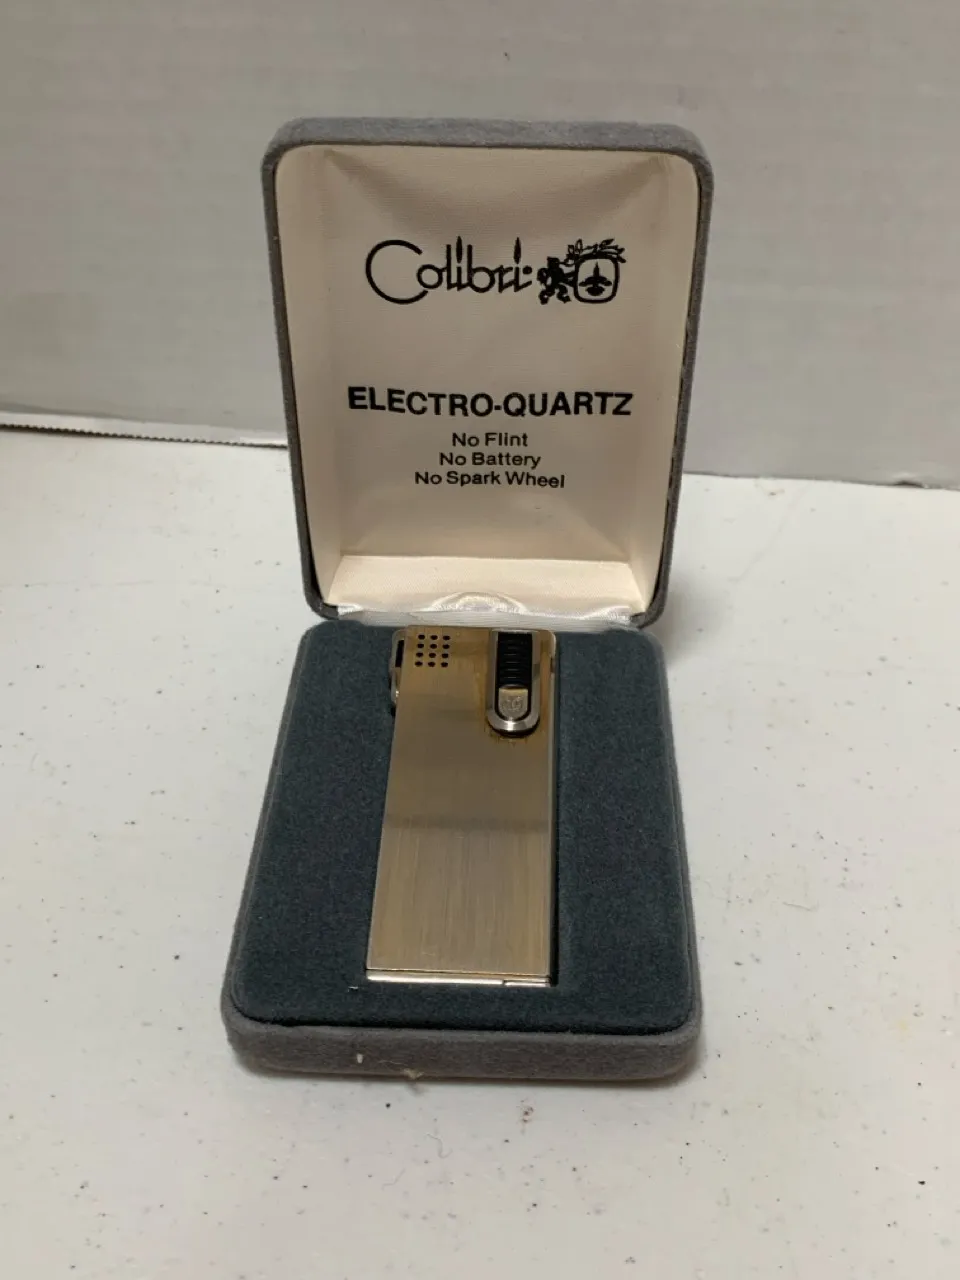 Colibri
ELECTRO-QUARTZ
No Flint
No Battery
No Spark Wheel